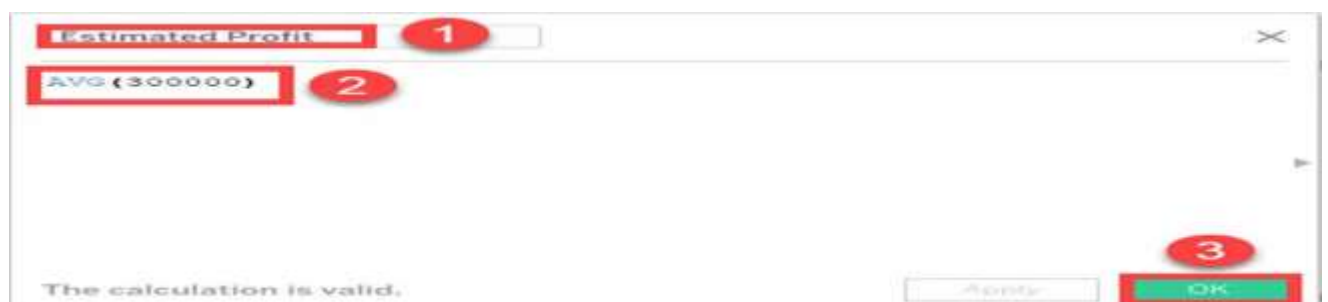 Estimated Profit 1
AVG(300000) 2
3
The calculation is valid. Apply OK